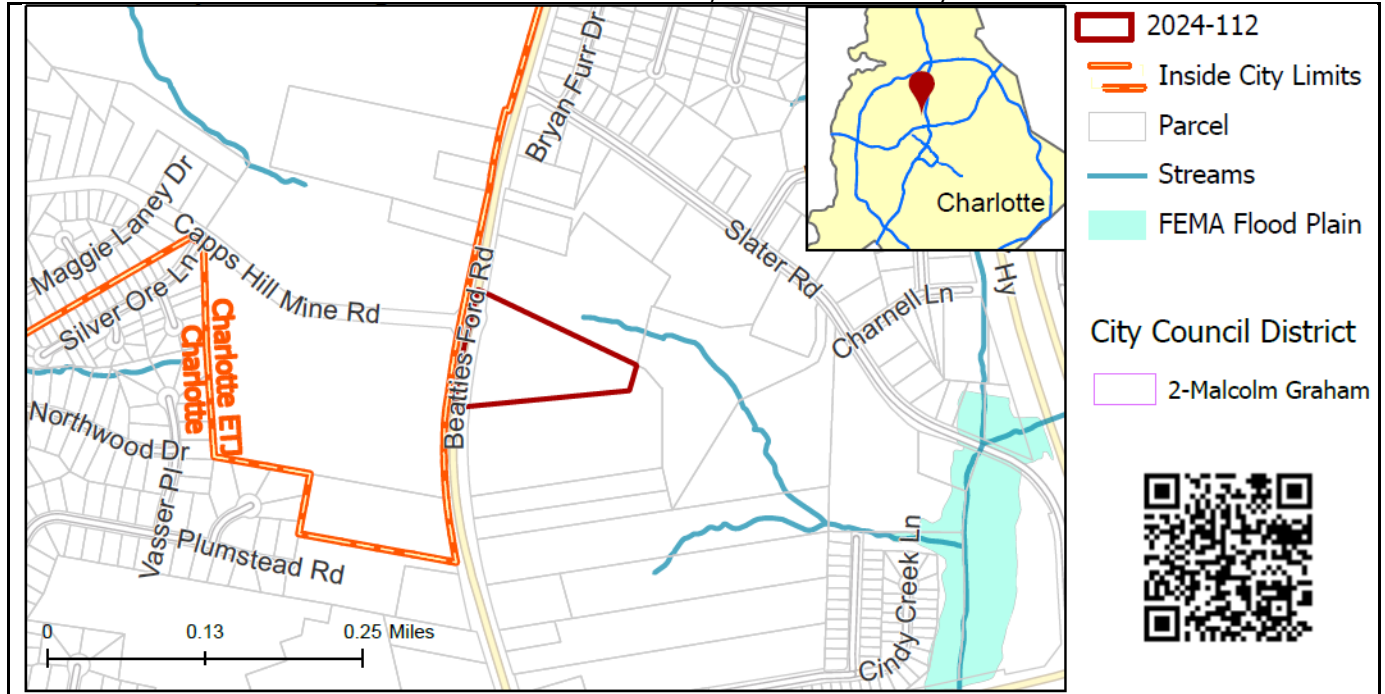 Bryan Furr Dr
Maggie Laney Dr
Capps Hill Mine Rd
Silver Ore Ln
Charlotte ETJ
Charlotte
Northwood Dr
Vasser Pl
Plumstead Rd
Beatties Ford Rd
Slater Rd
Charnell Ln
Hy
Cindy Creek Ln
0 0.13 0.25 Miles
Charlotte
2024-112
Inside City Limits
Parcel
Streams
FEMA Flood Plain
City Council District
2-Malcolm Graham